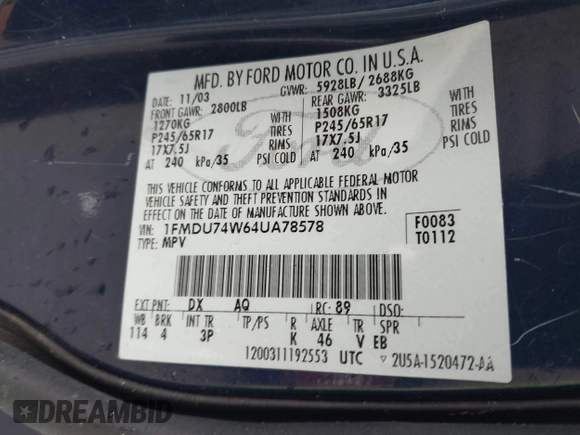 MFD. BY FORD MOTOR CO. IN U.S.A.
DATE: 11/03 GVWR: 5928LB/ 2688KG
FRONT GAWR: 2800LB REAR GAWR: 3325LB
1270KG WITH 1508KG WITH
P245/65R17 TIRES P245/65R17 TIRES
17X7.5J RIMS 17X7.5J RIMS
AT 240 kPa/35 PSI COLD AT 240 kPa/35 PSI COLD
Ford
THIS VEHICLE CONFORMS TO ALL APPLICABLE FEDERAL MOTOR
VEHICLE SAFETY AND BUMPER STANDARDS IN
EFFECT ON THE DATE OF MANUFACTURE SHOWN ABOVE.
VIN: 1FMDU74W64UA78578 F0083
TYPE: MPV T0112
EXT PNT: DX AQ RC: 89 DSO:
WB BRK INT TR TP/PS R AXLE TR SPR
114 4 3P K 46 V EB
1200311192553 UTC ▽ 2U5A-1520472-AA
DREAMBID